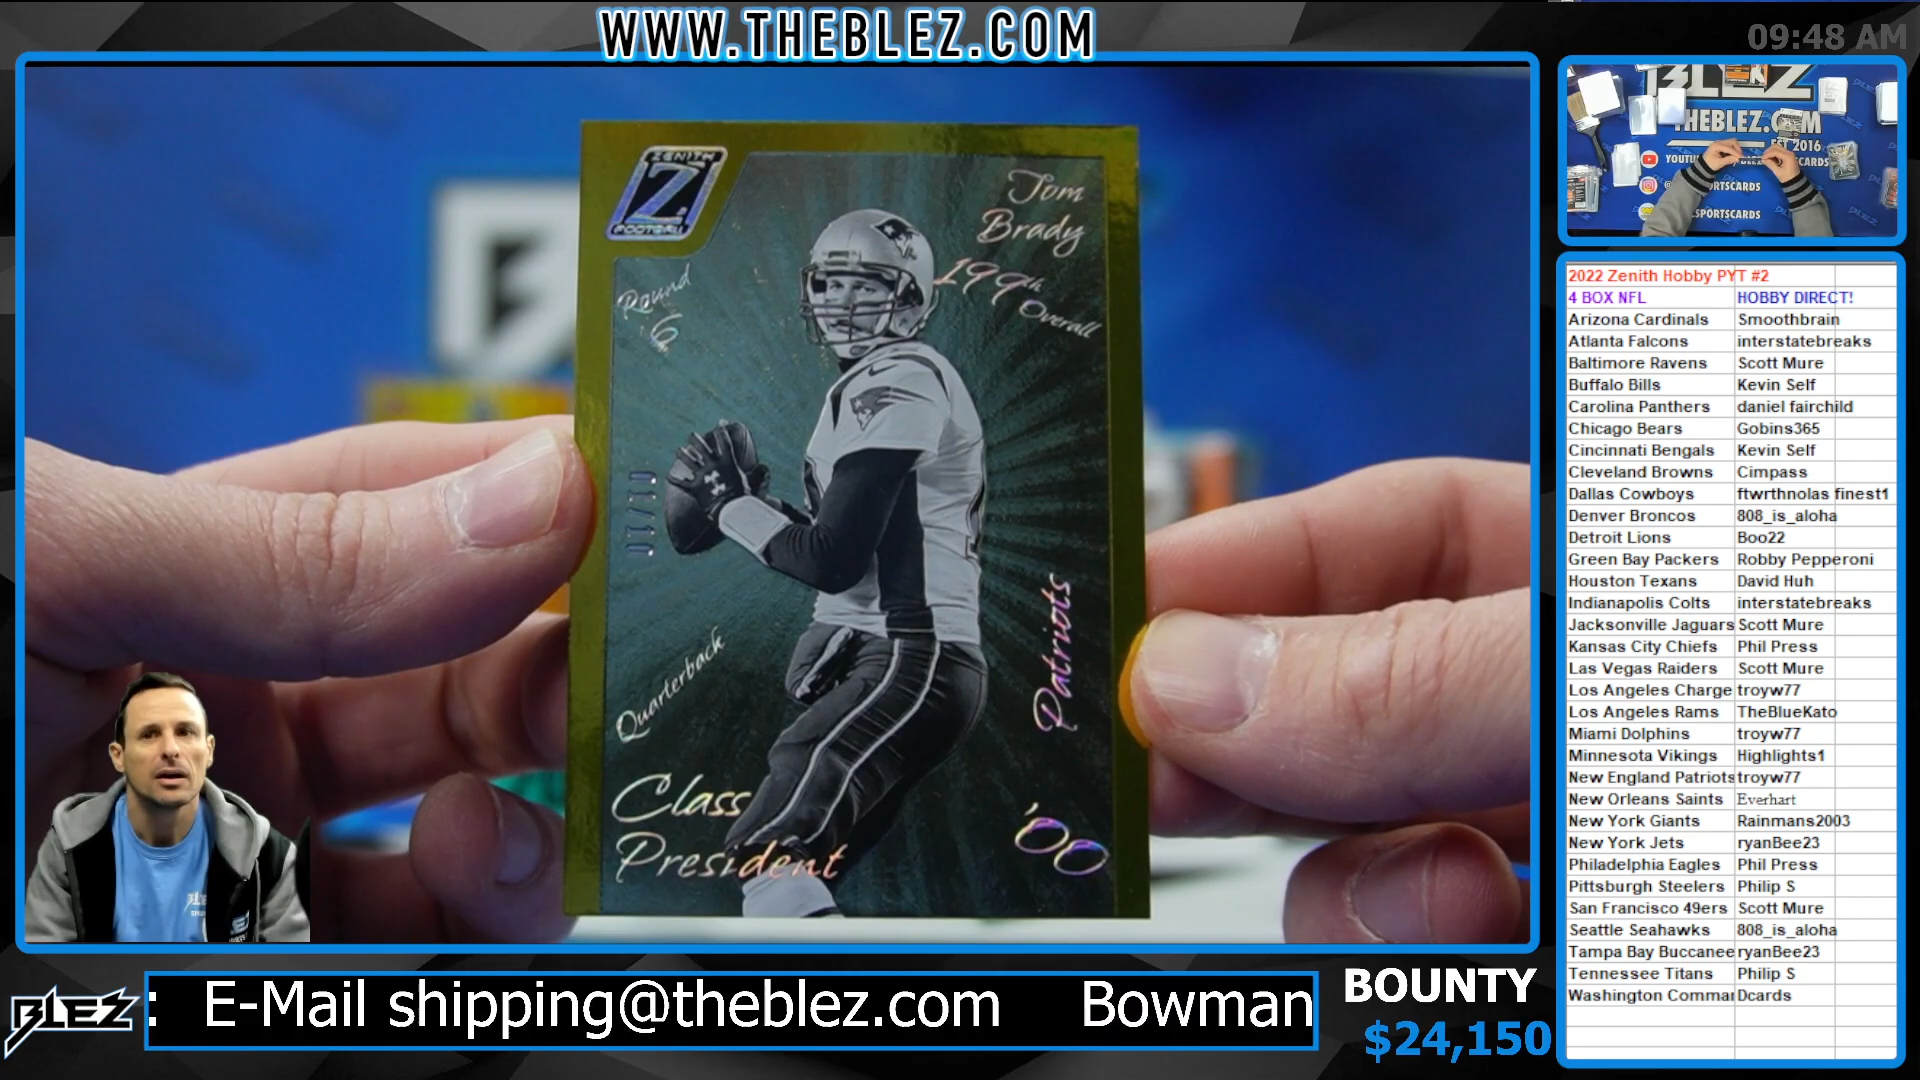 WWW.THEBLEZ.COM
09:48 AM
ZENITH
Z
FOOTBALL
Tom
Brady
199th
Overall
Round
6
01/10
Quarterback
Patriots
Class
President
'00
BLEZ
THEBLEZ.COM
EST 2016
2022 Zenith Hobby PYT #2
4 BOX NFL HOBBY DIRECT!
Arizona Cardinals Smoothbrain
Atlanta Falcons interstatebreaks
Baltimore Ravens Scott Mure
Buffalo Bills Kevin Self
Carolina Panthers daniel fairchild
Chicago Bears Gobins365
Cincinnati Bengals Kevin Self
Cleveland Browns Cimpass
Dallas Cowboys ftwrthnolas finest1
Denver Broncos 808_is_aloha
Detroit Lions Boo22
Green Bay Packers Robby Pepperoni
Houston Texans David Huh
Indianapolis Colts interstatebreaks
Jacksonville Jaguars Scott Mure
Kansas City Chiefs Phil Press
Las Vegas Raiders Scott Mure
Los Angeles Charge troyw77
Los Angeles Rams TheBlueKato
Miami Dolphins troyw77
Minnesota Vikings Highlights1
New England Patriots troyw77
New Orleans Saints Everhart
New York Giants Rainmans2003
New York Jets ryanBee23
Philadelphia Eagles Phil Press
Pittsburgh Steelers Philip S
San Francisco 49ers Scott Mure
Seattle Seahawks 808_is_aloha
Tampa Bay Buccanee ryanBee23
Tennessee Titans Philip S
Washington Comma Dcards
BLEZ
: E-Mail shipping@theblez.com Bowman
BOUNTY
$24,150